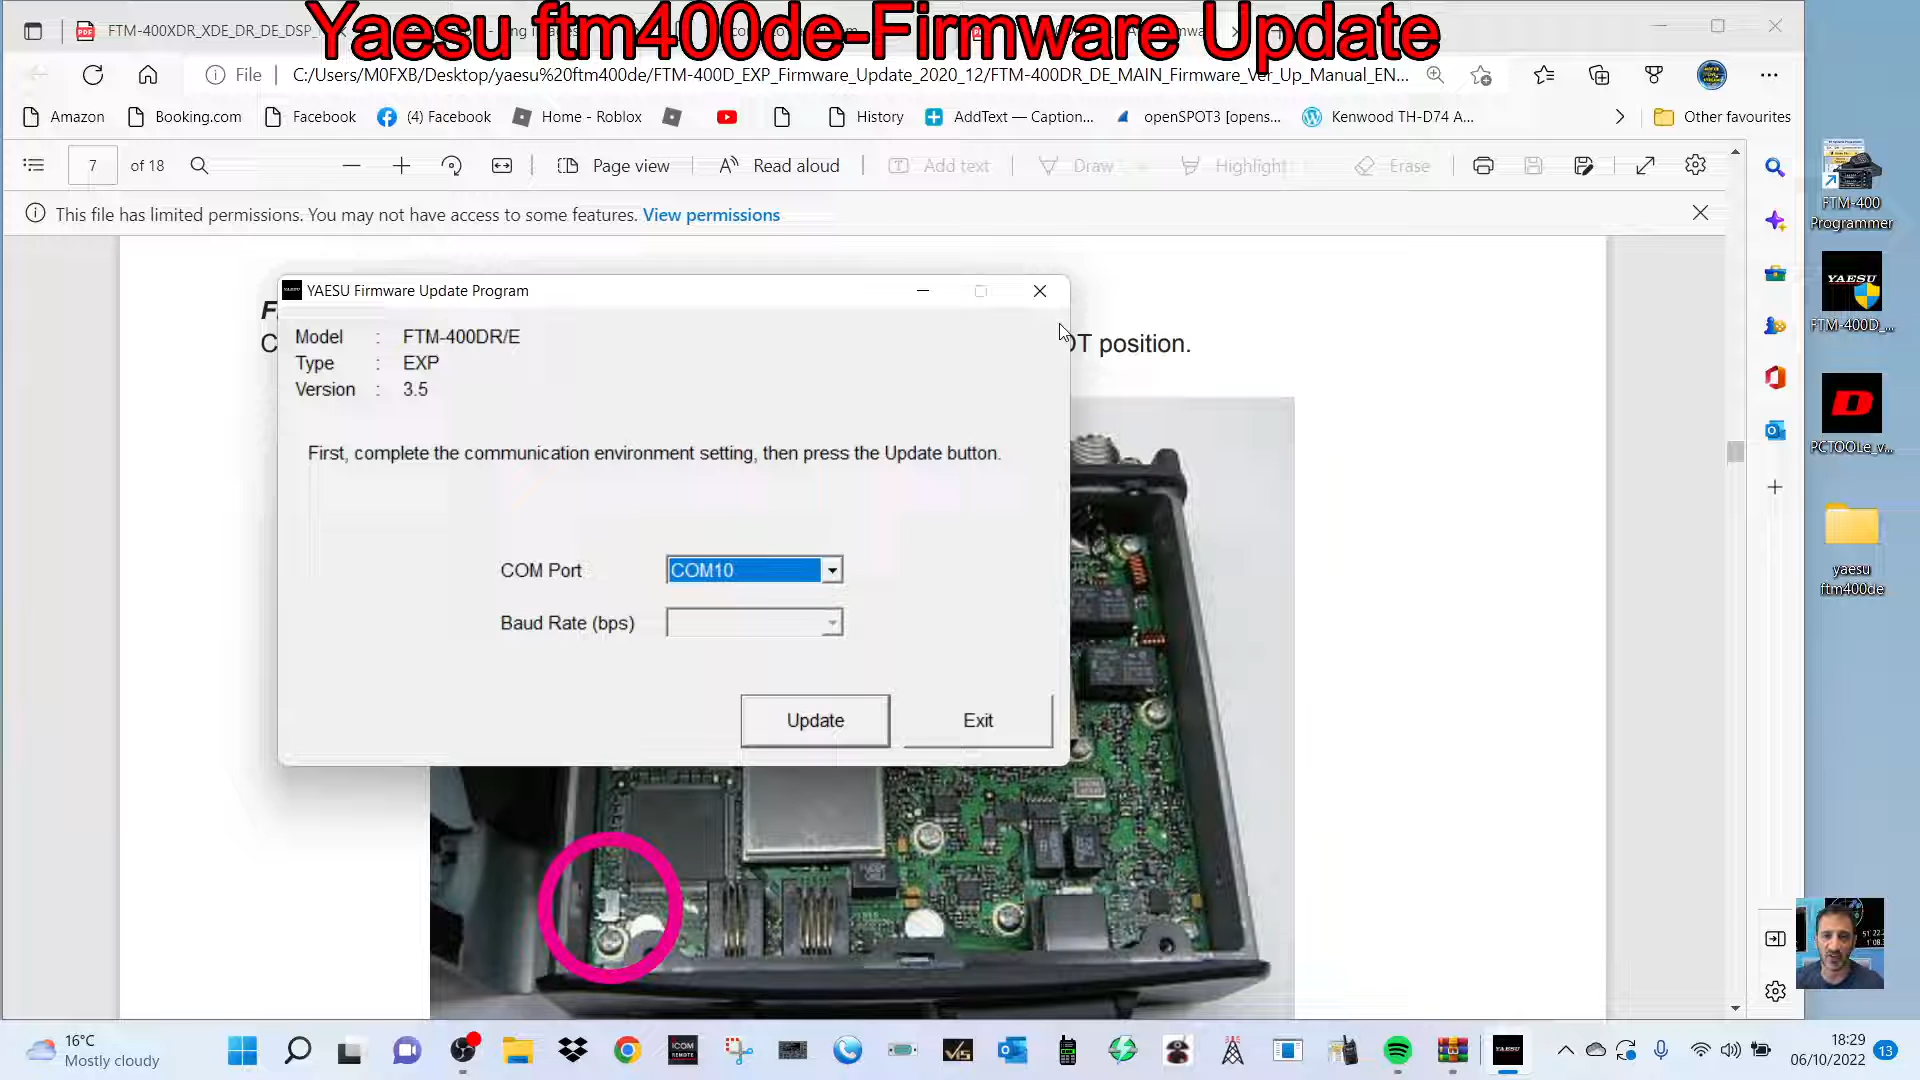 Yaesu ftm400de-Firmware Update
FTM-400XDR_XDE_DR_DE_DSP_
File
C:/Users/M0FXB/Desktop/yaesu%20ftm400de/FTM-400D_EXP_Firmware_Update_2020_12/FTM-400DR_DE_MAIN_Firmware_Ver_Up_Manual_EN...
Amazon
Booking.com
Facebook
(4) Facebook
Home - Roblox
History
AddText — Caption...
openSPOT3 [opens...
Kenwood TH-D74 A...
Other favourites
7
of 18
Page view
Read aloud
Add text
Draw
Highlight
Erase
This file has limited permissions. You may not have access to some features. View permissions
YAESU Firmware Update Program
Model : FTM-400DR/E
Type : EXP
Version : 3.5
OT position.
First, complete the communication environment setting, then press the Update button.
COM Port
COM10
Baud Rate (bps)
Update
Exit
FTM-400
Programmer
YAESU
FTM-400D_...
D
PCTOOLe_v...
yaesu
ftm400de
16°C
Mostly cloudy
ICOM
REMOTE
YAESU
18:29
06/10/2022
13